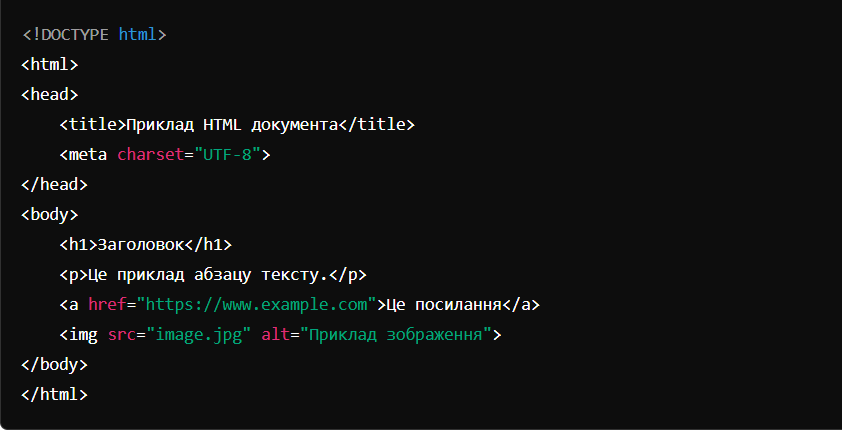 <!DOCTYPE html>
<html>
<head>
    <title>Приклад HTML документа</title>
    <meta charset="UTF-8">
</head>
<body>
    <h1>Заголовок</h1>
    <p>Це приклад абзацу тексту.</p>
    <a href="https://www.example.com">Це посилання</a>
    <img src="image.jpg" alt="Приклад зображення">
</body>
</html>